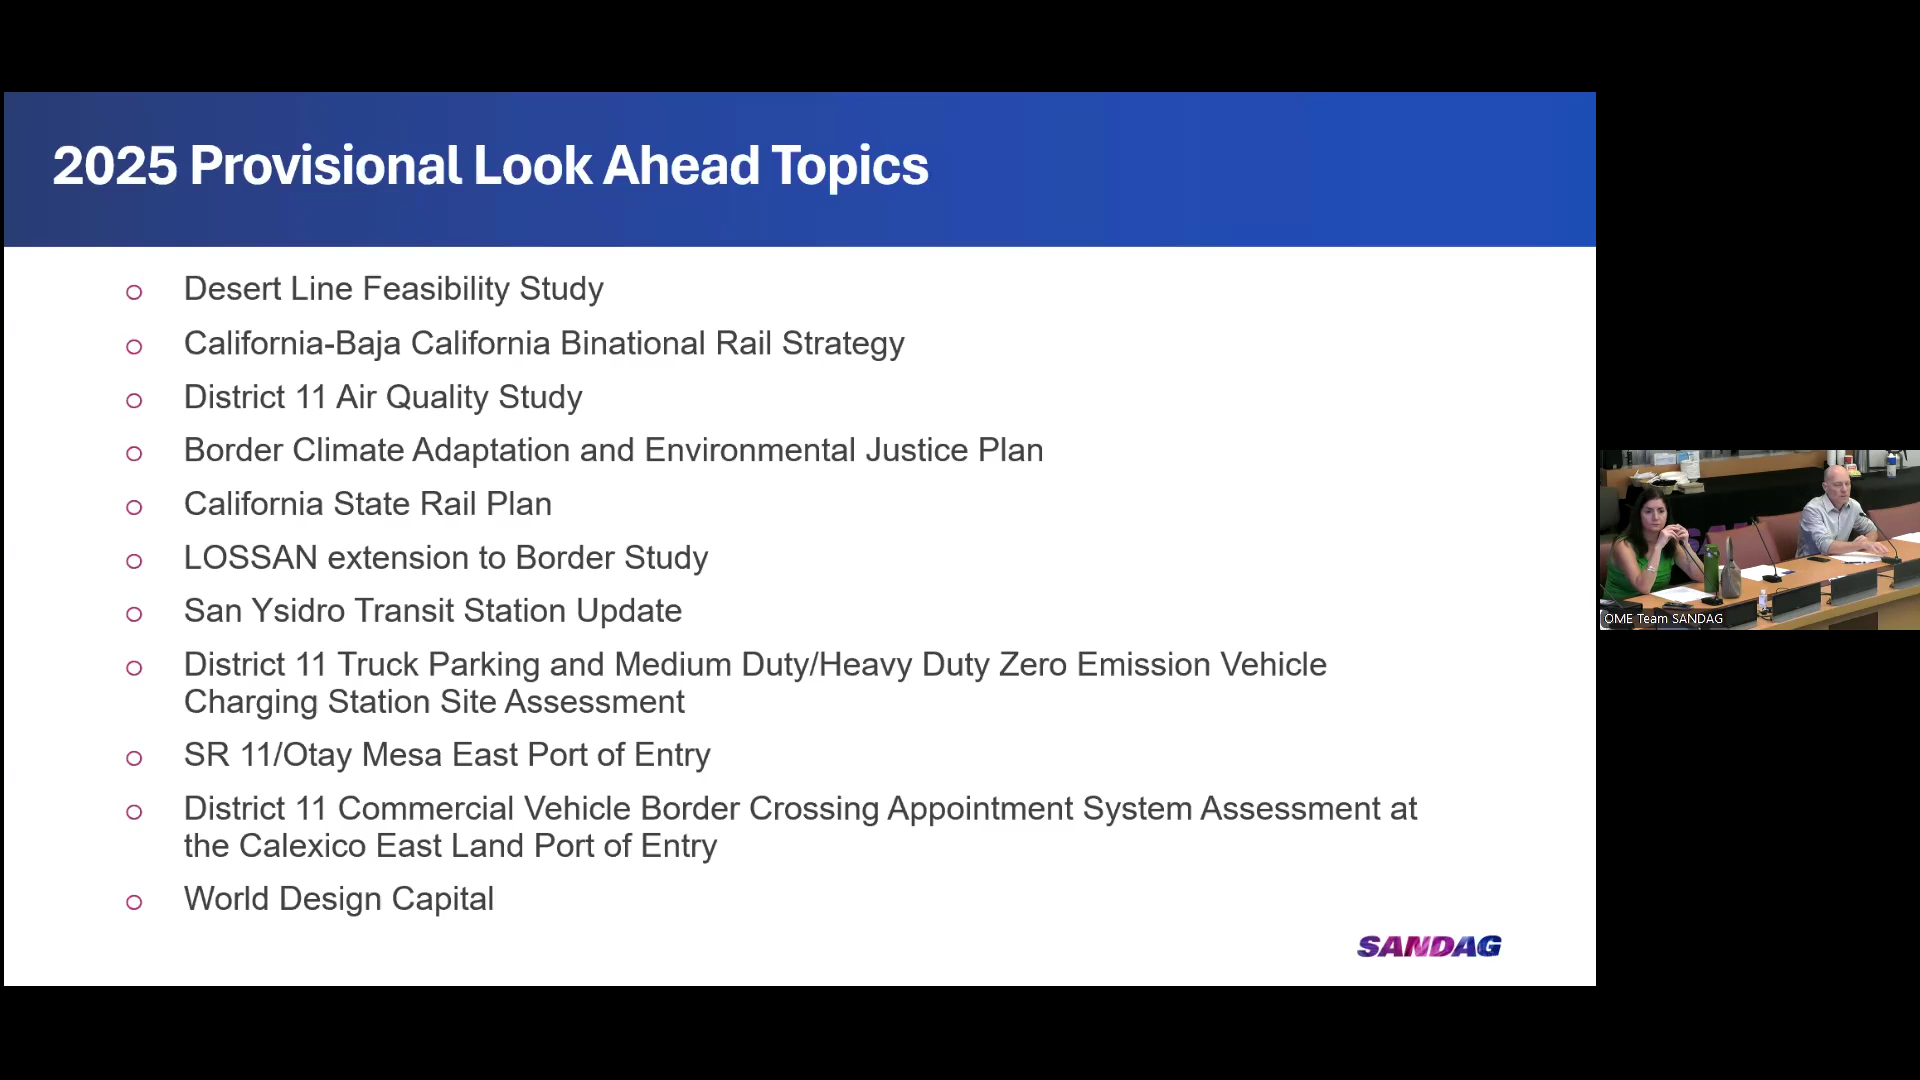 2025 Provisional Look Ahead Topics
Desert Line Feasibility Study
California-Baja California Binational Rail Strategy
District 11 Air Quality Study
Border Climate Adaptation and Environmental Justice Plan
California State Rail Plan
LOSSAN extension to Border Study
San Ysidro Transit Station Update
District 11 Truck Parking and Medium Duty/Heavy Duty Zero Emission Vehicle
Charging Station Site Assessment
SR 11/Otay Mesa East Port of Entry
District 11 Commercial Vehicle Border Crossing Appointment System Assessment at
the Calexico East Land Port of Entry
World Design Capital
SANDAG
OME Team SANDAG